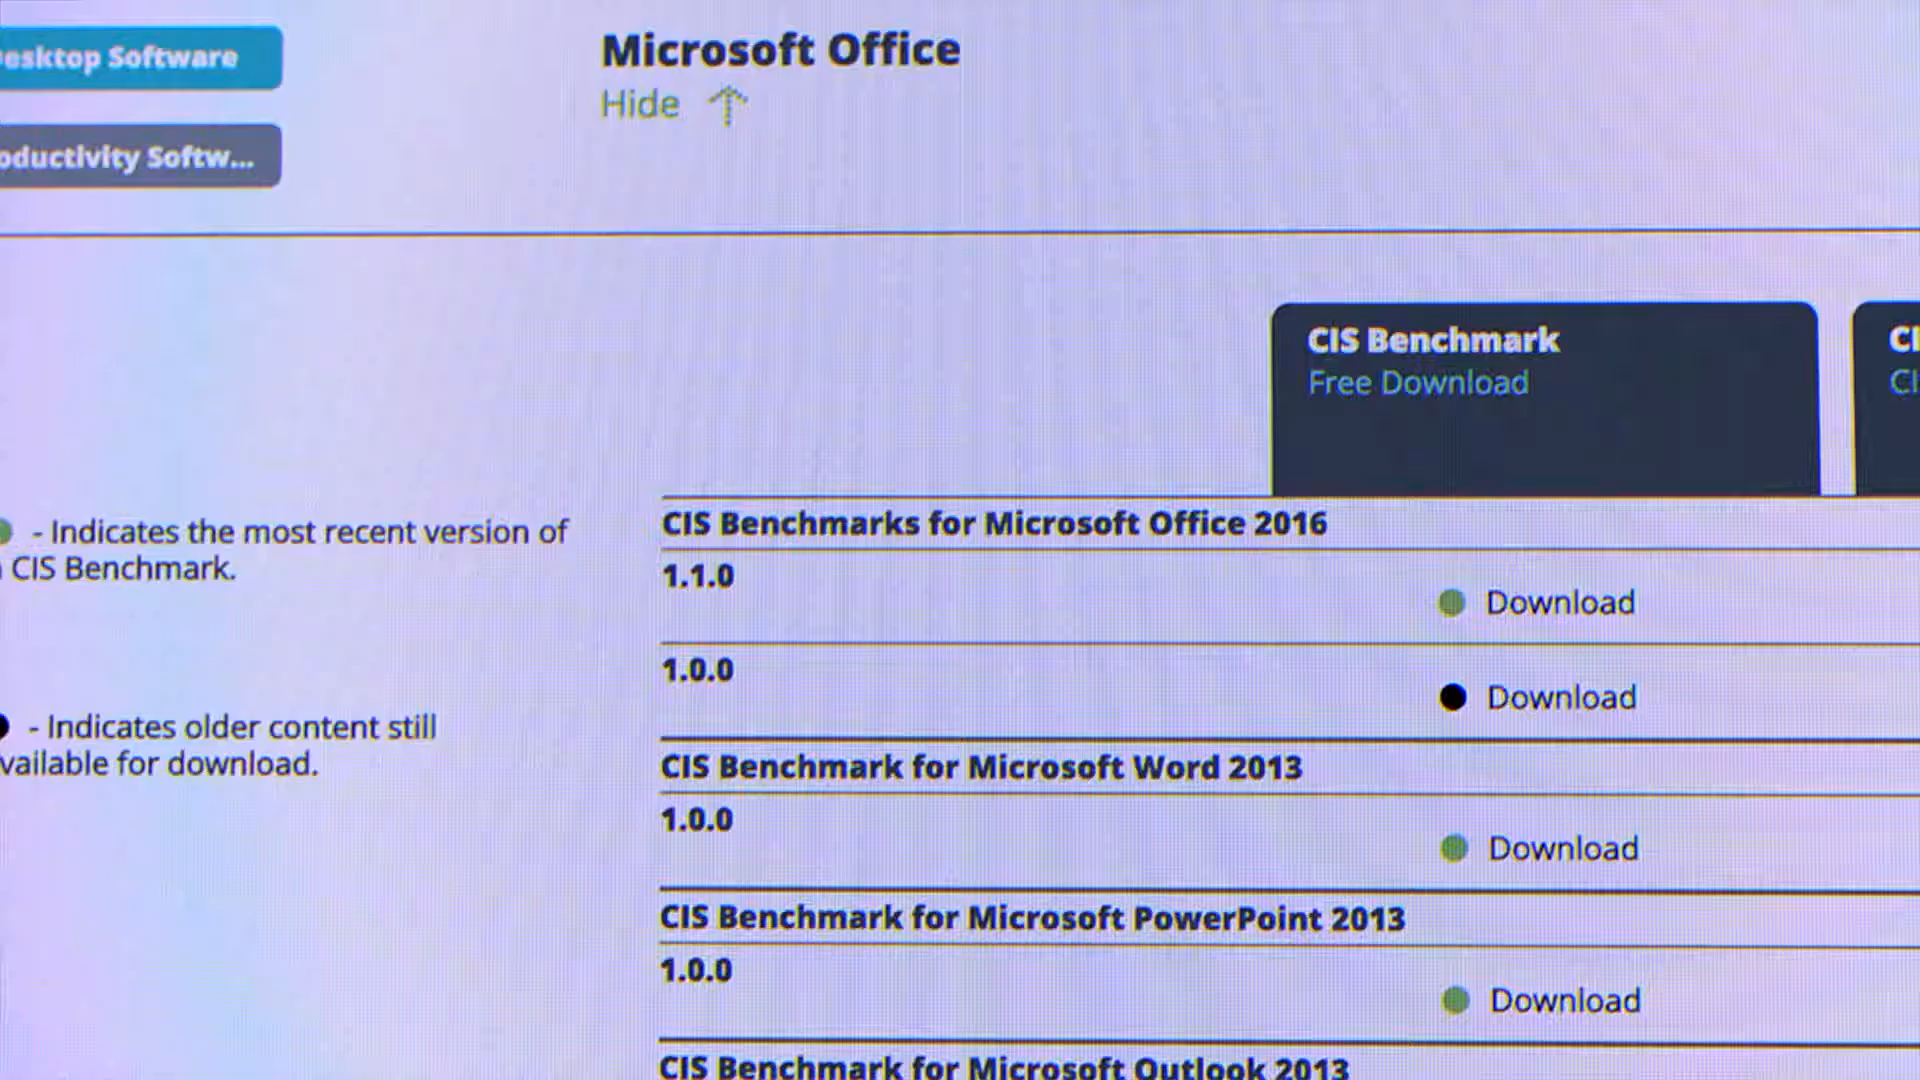 esktop Software
oductivity Softw...
Microsoft Office
Hide
CIS Benchmark
Free Download
CI
CI
- Indicates the most recent version of
CIS Benchmark.
- Indicates older content still
vailable for download.
CIS Benchmarks for Microsoft Office 2016
1.1.0
Download
1.0.0
Download
CIS Benchmark for Microsoft Word 2013
1.0.0
Download
CIS Benchmark for Microsoft PowerPoint 2013
1.0.0
Download
CIS Benchmark for Microsoft Outlook 2013